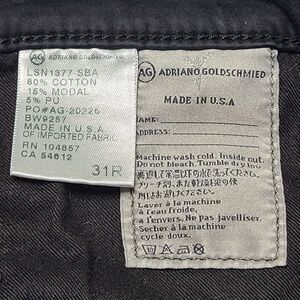 AG ADRIANO GOLDSCHMIED
LSN1377 SBA
80% COTTON
15% MODAL
5% PU
PO#AG-20226
BW9257
MADE IN U.S.A
OF IMPORTED FABRIC
RN 104857
CA 54612
31R
AG ADRIANO GOLDSCHMIED
MADE IN U.S.A
NAME:
ADDRESS:
Machine wash cold. Inside out.
Do not bleach. Tumble dry low.
Laver à la machine
à l'eau froide,
à l'envers. Ne pas javelliser.
Sécher à la machine
cycle doux.